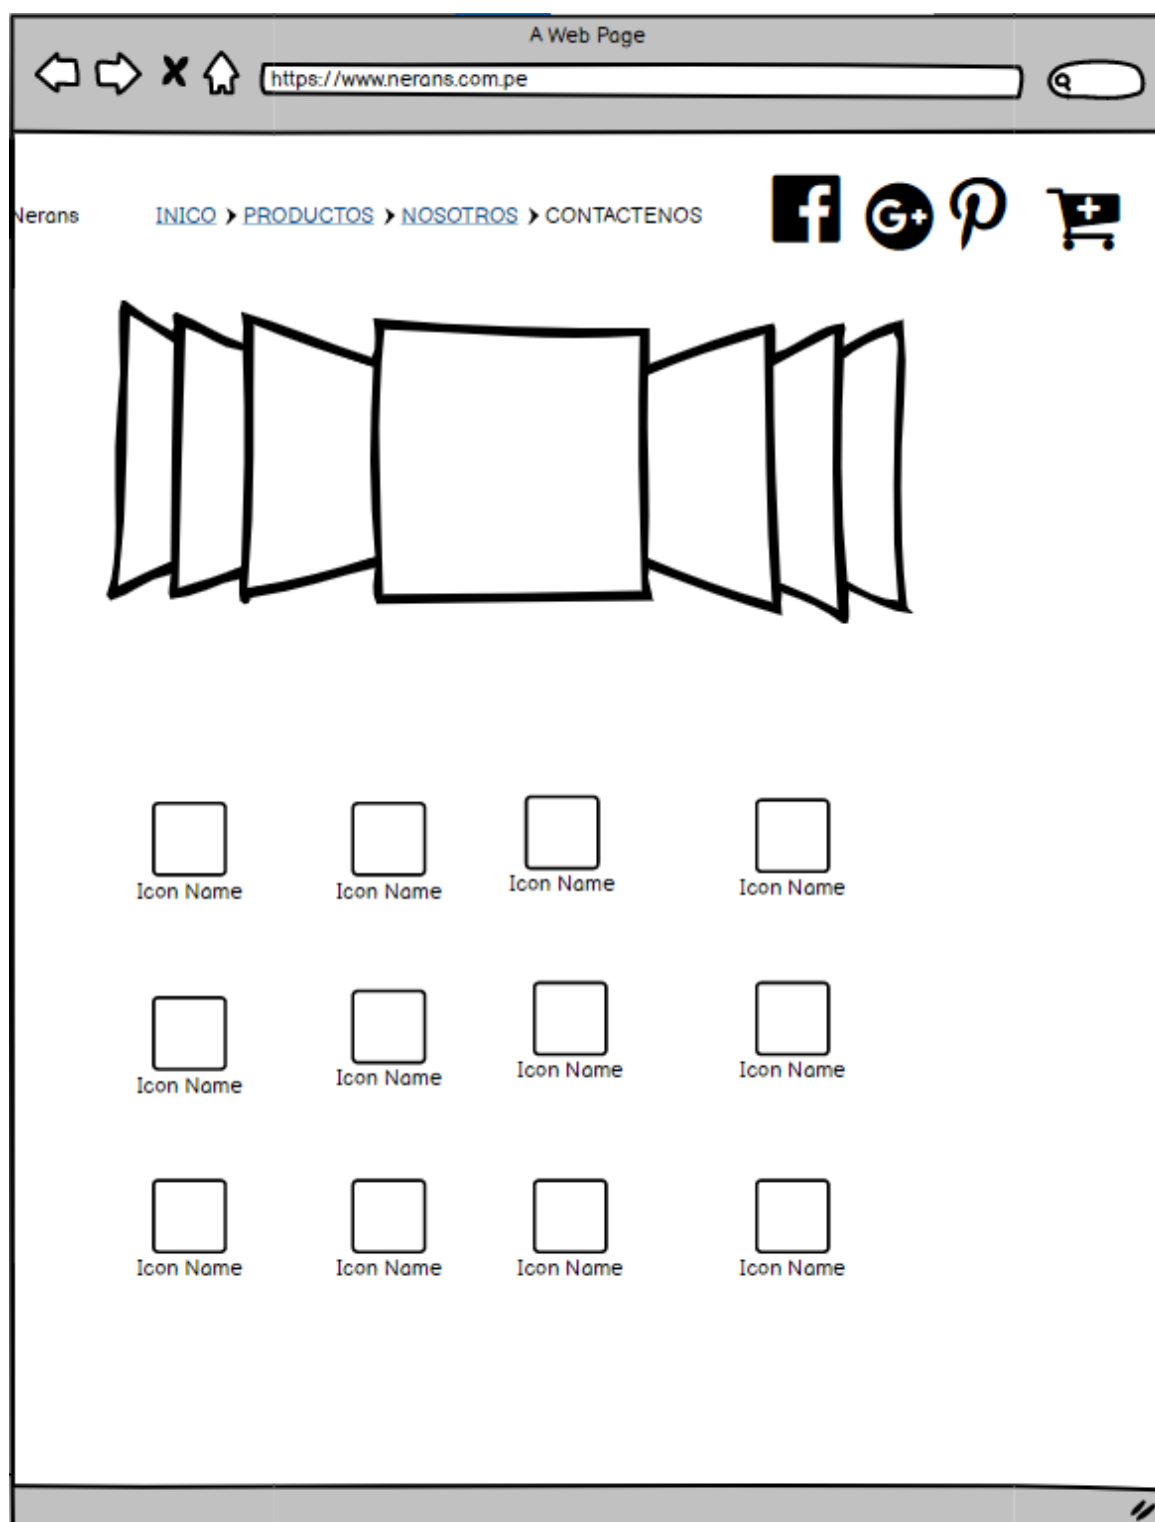 A Web Page
https://www.nerans.com.pe
Nerans INICO > PRODUCTOS > NOSOTROS > CONTACTENOS
Icon Name Icon Name Icon Name Icon Name
Icon Name Icon Name Icon Name Icon Name
Icon Name Icon Name Icon Name Icon Name